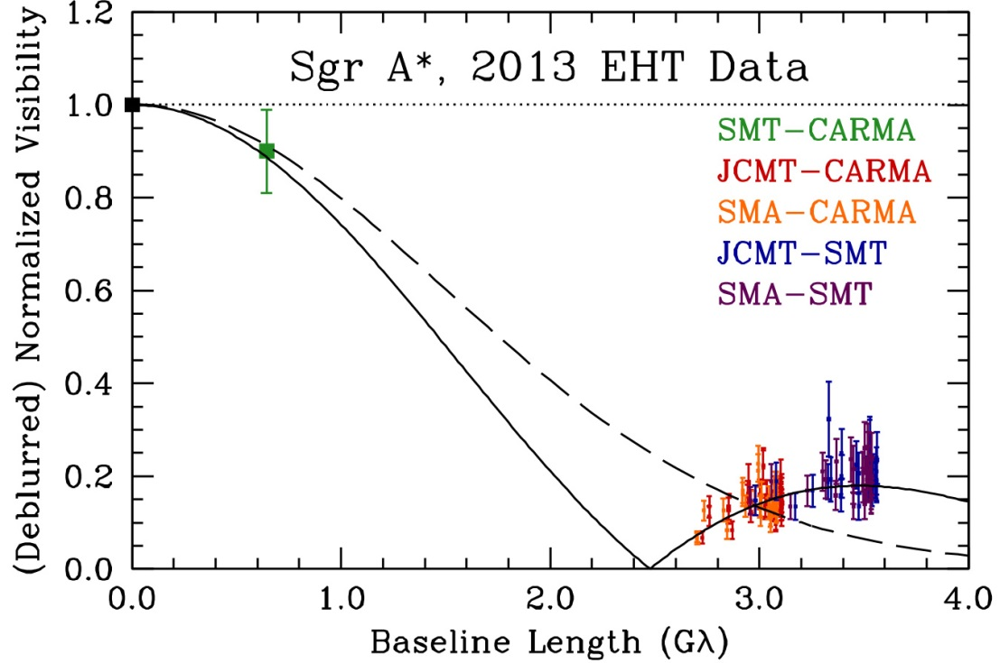 Sgr A*, 2013 EHT Data
(Deblurred) Normalized Visibility
1.2
1.0
0.8
0.6
0.4
0.2
0.0
SMT-CARMA
JCMT-CARMA
SMA-CARMA
JCMT-SMT
SMA-SMT
0.0 1.0 2.0 3.0 4.0
Baseline Length (Gλ)